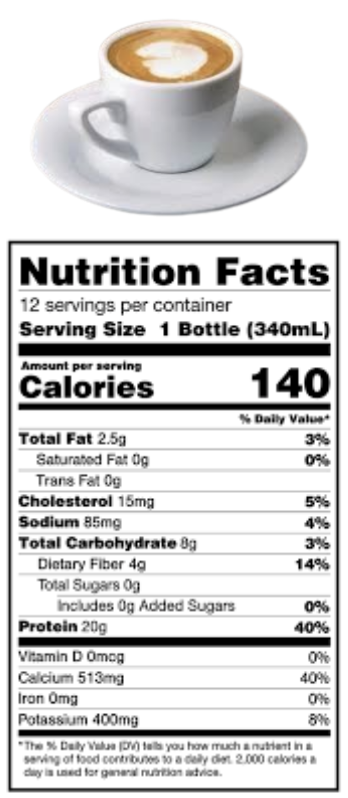 Nutrition Facts
12 servings per container
Serving Size 1 Bottle (340mL)
Amount per serving
Calories 140
% Daily Value*
Total Fat 2.5g 3%
Saturated Fat 0g 0%
Trans Fat 0g
Cholesterol 15mg 5%
Sodium 85mg 4%
Total Carbohydrate 8g 3%
Dietary Fiber 4g 14%
Total Sugars 0g
Includes 0g Added Sugars 0%
Protein 20g 40%
Vitamin D 0mcg 0%
Calcium 513mg 40%
Iron 0mg 0%
Potassium 400mg 8%
*The % Daily Value (DV) tells you how much a nutrient in a
serving of food contributes to a daily diet. 2,000 calories a
day is used for general nutrition advice.